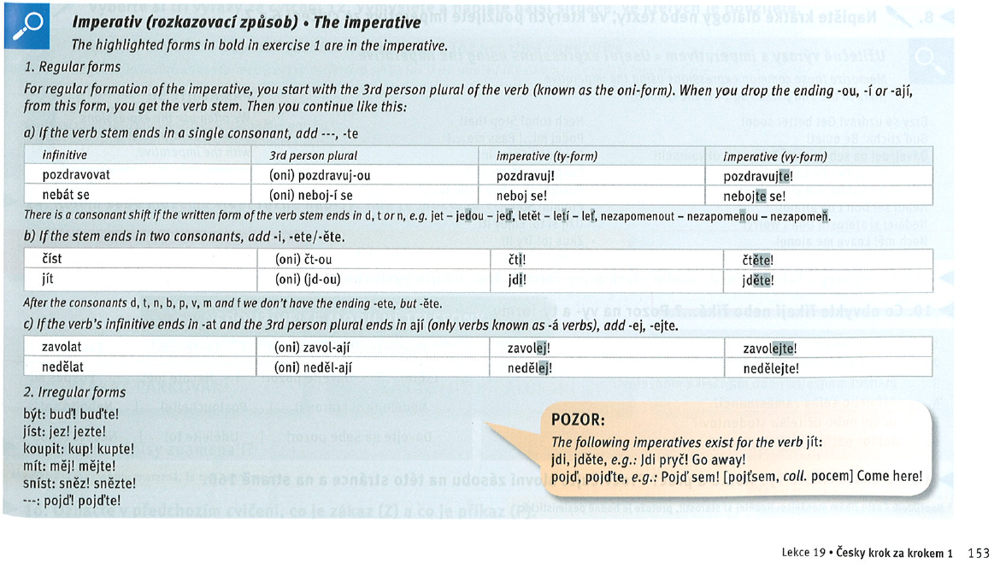 Imperativ (rozkazovací způsob) • The imperative
The highlighted forms in bold in exercise 1 are in the imperative.
1. Regular forms
For regular formation of the imperative, you start with the 3rd person plural of the verb (known as the oni-form). When you drop the ending -ou, -í or -ají,
from this form, you get the verb stem. Then you continue like this:
a) If the verb stem ends in a single consonant, add ---, -te
infinitive 3rd person plural imperative (ty-form) imperative (vy-form)
pozdravovat (oni) pozdravuj-ou pozdravuj! pozdravujte!
nebát se (oni) neboj-í se neboj se! nebojte se!
There is a consonant shift if the written form of the verb stem ends in d, t or n, e.g. jet – jedou – jeď, letět – letí – leť, nezapomenout – nezapomenou – nezapomeň.
b) If the stem ends in two consonants, add -i, -ete/-ěte.
číst (oni) čt-ou čti! čtěte!
jít (oni) (jd-ou) jdi! jděte!
After the consonants d, t, n, b, p, v, m and f we don't have the ending -ete, but -ěte.
c) If the verb's infinitive ends in -at and the 3rd person plural ends in ají (only verbs known as -á verbs), add -ej, -ejte.
zavolat (oni) zavol-ají zavolej! zavolejte!
nedělat (oni) neděl-ají nedělej! nedělejte!
2. Irregular forms
být: buď! buďte!
jíst: jez! jezte!
koupit: kup! kupte!
mít: měj! mějte!
sníst: sněz! snězte!
---: pojď! pojďte!
POZOR:
The following imperatives exist for the verb jít:
jdi, jděte, e.g.: Jdi pryč! Go away!
pojď, pojďte, e.g.: Pojď sem! [pojťsem, coll. pocem] Come here!
Lekce 19 • Česky krok za krokem 1 153